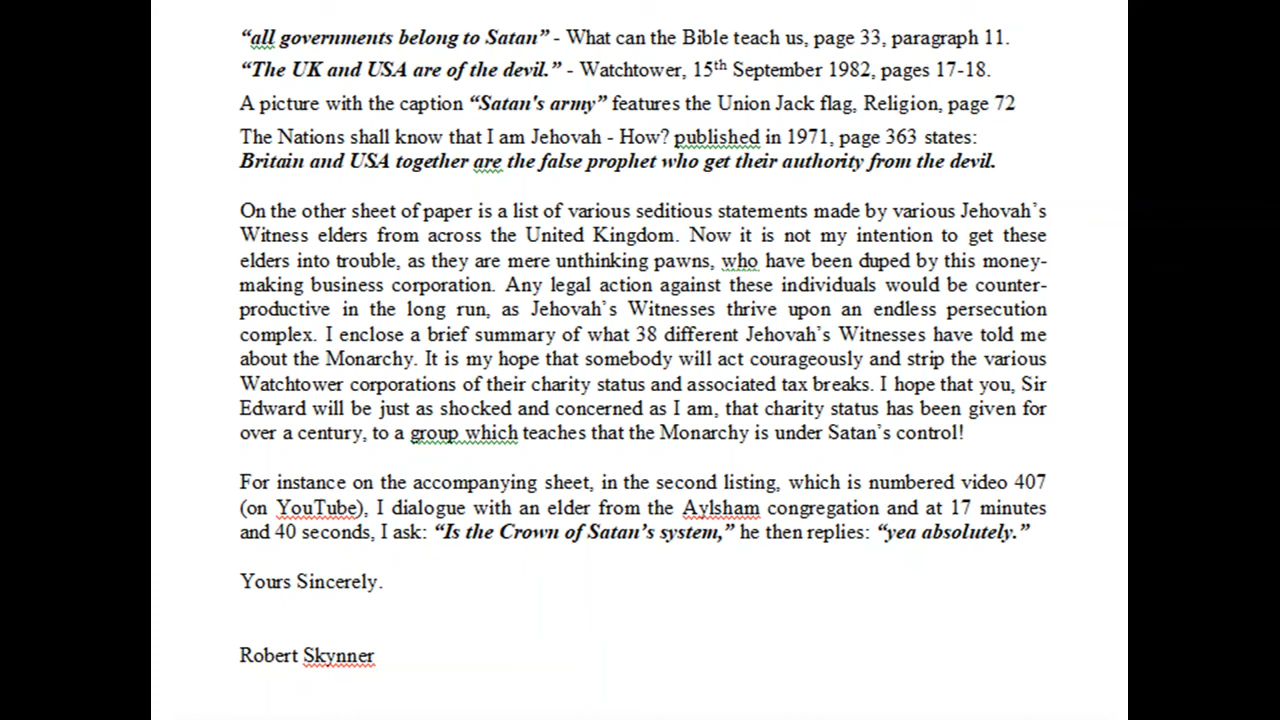 “all governments belong to Satan” - What can the Bible teach us, page 33, paragraph 11.
“The UK and USA are of the devil.” - Watchtower, 15th September 1982, pages 17-18.
A picture with the caption “Satan's army” features the Union Jack flag, Religion, page 72
The Nations shall know that I am Jehovah - How? published in 1971, page 363 states:
Britain and USA together are the false prophet who get their authority from the devil.
On the other sheet of paper is a list of various seditious statements made by various Jehovah’s
Witness elders from across the United Kingdom. Now it is not my intention to get these
elders into trouble, as they are mere unthinking pawns, who have been duped by this money-
making business corporation. Any legal action against these individuals would be counter-
productive in the long run, as Jehovah’s Witnesses thrive upon an endless persecution
complex. I enclose a brief summary of what 38 different Jehovah’s Witnesses have told me
about the Monarchy. It is my hope that somebody will act courageously and strip the various
Watchtower corporations of their charity status and associated tax breaks. I hope that you, Sir
Edward will be just as shocked and concerned as I am, that charity status has been given for
over a century, to a group which teaches that the Monarchy is under Satan’s control!
For instance on the accompanying sheet, in the second listing, which is numbered video 407
(on YouTube), I dialogue with an elder from the Aylsham congregation and at 17 minutes
and 40 seconds, I ask: “Is the Crown of Satan’s system,” he then replies: “yea absolutely.”
Yours Sincerely.
Robert Skynner